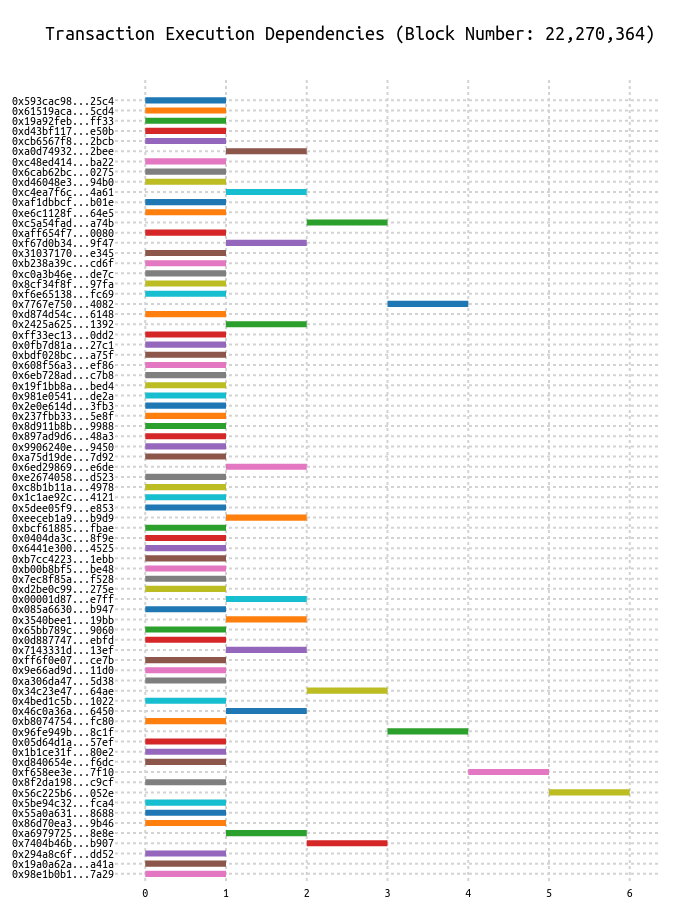 Transaction Execution Dependencies (Block Number: 22,270,364)
0x593cac98...25c4
0x61519aca...5cd4
0x19a92feb...ff33
0xd43bf117...e50b
0xcb6567f8...2bcb
0xa0d74932...2bee
0xc48ed414...ba22
0x6cab62bc...0275
0xd46048e3...94b0
0xc4ea7f6c...4a61
0xaf1dbbcf...b01e
0xe6c1128f...64e5
0xc5a54fad...a74b
0xaff654f7...0080
0xf67d0b34...9f47
0x31037170...e345
0xb238a39c...cd6f
0xc0a3b46e...de7c
0x8cf34f8f...97fa
0xf6e65138...fc69
0x7767e750...4082
0xd874d54c...6148
0x2425a625...1392
0xff33ec13...0dd2
0x0fb7d81a...27c1
0xbdf028bc...a75f
0x608f56a3...ef86
0x6eb728ad...c7b8
0x19f1bb8a...bed4
0x981e0541...de2a
0x2e0e614d...3fb3
0x237fbb33...5e8f
0x8d911b8b...9988
0x897ad9d6...48a3
0x9906240e...9450
0xa75d19de...7d92
0x6ed29869...e6de
0xe2674058...d523
0xc8b1b11a...4978
0x1c1ae92c...4121
0x5dee05f9...e853
0xeeceb1a9...b9d9
0xbcf61885...fbae
0x0404da3c...8f9e
0x6441e300...4525
0xb7cc4223...1ebb
0xb00b8bf5...be48
0x7ec8f85a...f528
0xd2be0c99...275e
0x00001d87...e7ff
0x085a6630...b947
0x3540bee1...19bb
0x65bb789c...9060
0x0d887747...ebfd
0x7143331d...13ef
0xff6f0e07...ce7b
0x9e66ad9d...11d0
0xa306da47...5d38
0x34c23e47...64ae
0x4bed1c5b...1022
0x46c0a36a...6450
0xb8074754...fc80
0x96fe949b...8c1f
0x05d64d1a...57ef
0x1b1ce31f...80e2
0xd840654e...f6dc
0xf658ee3e...7f10
0x8f2da198...c9cf
0x56c225b6...052e
0x5be94c32...fca4
0x55a0a631...8688
0x86d70ea3...9b46
0xa6979725...8e8e
0x7404b46b...b907
0x294a8c6f...dd52
0x19a0a62a...a41a
0x98e1b0b1...7a29
0 1 2 3 4 5 6